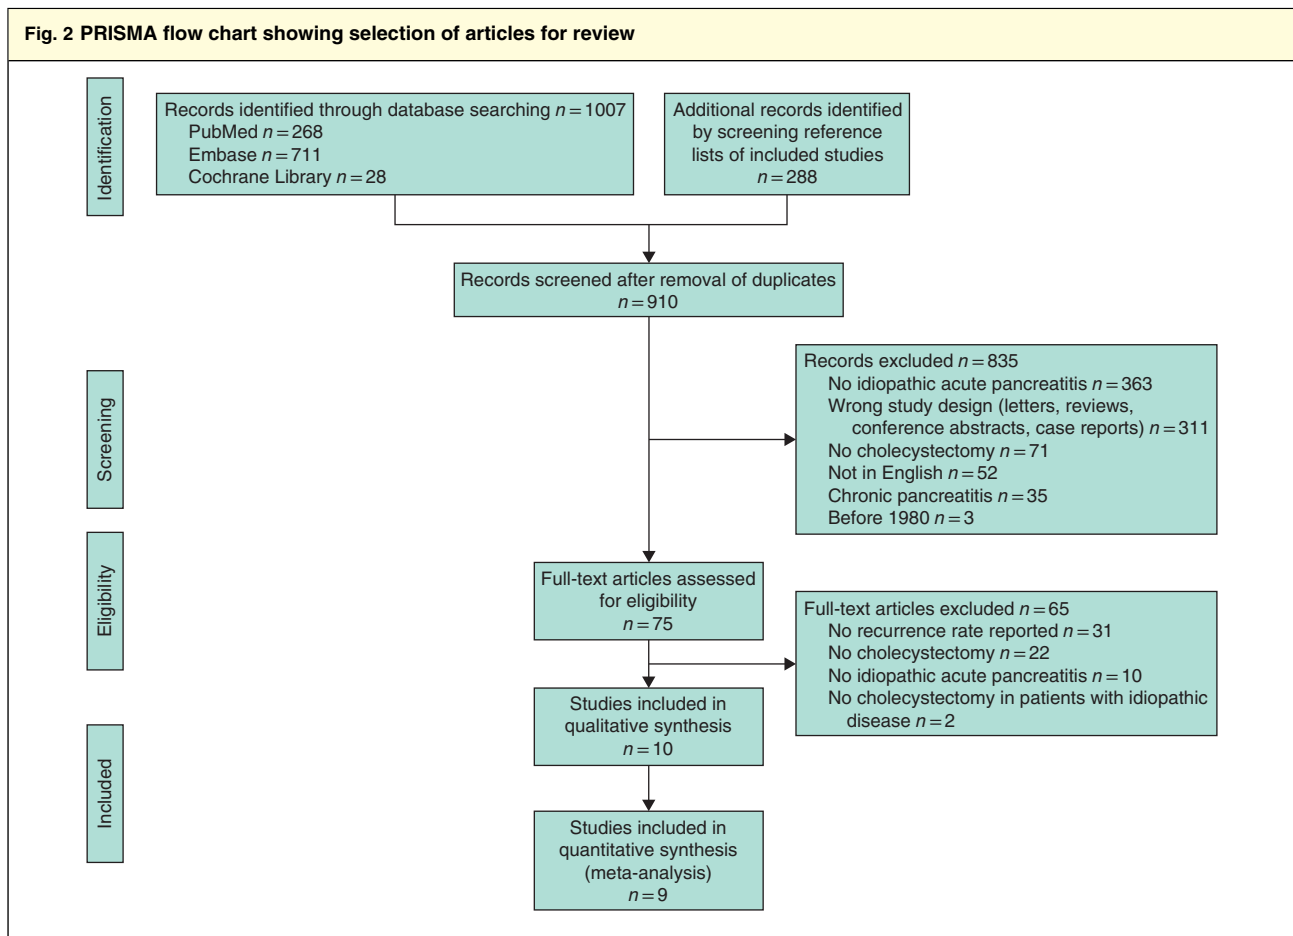 Fig. 2 PRISMA flow chart showing selection of articles for review
Identification
Records identified through database searching n = 1007
PubMed n = 268
Embase n = 711
Cochrane Library n = 28
Additional records identified
by screening reference
lists of included studies
n = 288
Records screened after removal of duplicates
n = 910
Screening
Records excluded n = 835
No idiopathic acute pancreatitis n = 363
Wrong study design (letters, reviews,
conference abstracts, case reports) n = 311
No cholecystectomy n = 71
Not in English n = 52
Chronic pancreatitis n = 35
Before 1980 n = 3
Eligibility
Full-text articles assessed
for eligibility
n = 75
Full-text articles excluded n = 65
No recurrence rate reported n = 31
No cholecystectomy n = 22
No idiopathic acute pancreatitis n = 10
No cholecystectomy in patients with idiopathic
disease n = 2
Included
Studies included in
qualitative synthesis
n = 10
Studies included in
quantitative synthesis
(meta-analysis)
n = 9